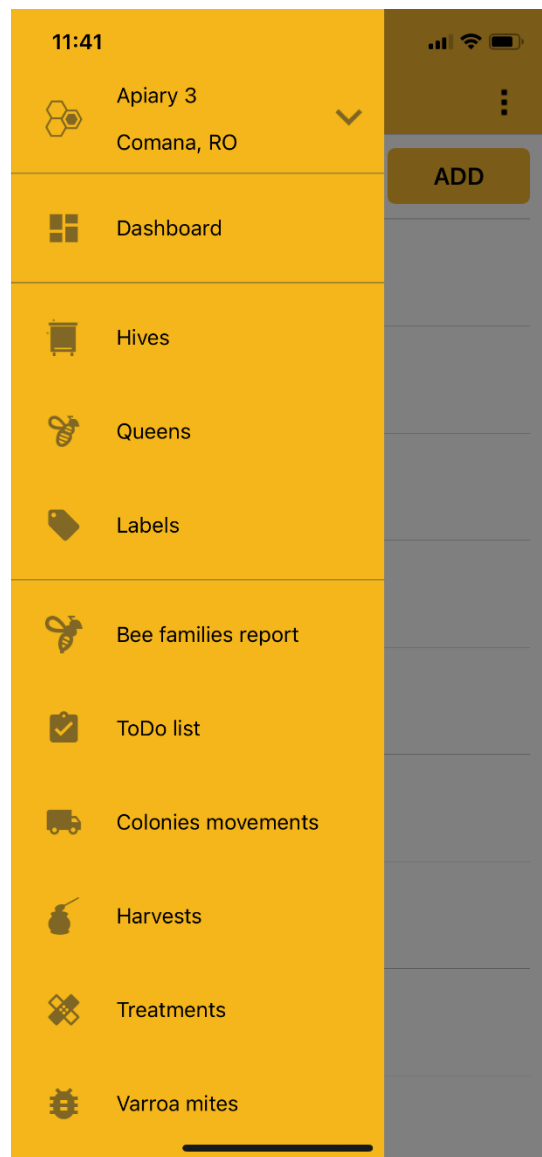 11:41
Apiary 3
Comana, RO
ADD
Dashboard
Hives
Queens
Labels
Bee families report
ToDo list
Colonies movements
Harvests
Treatments
Varroa mites